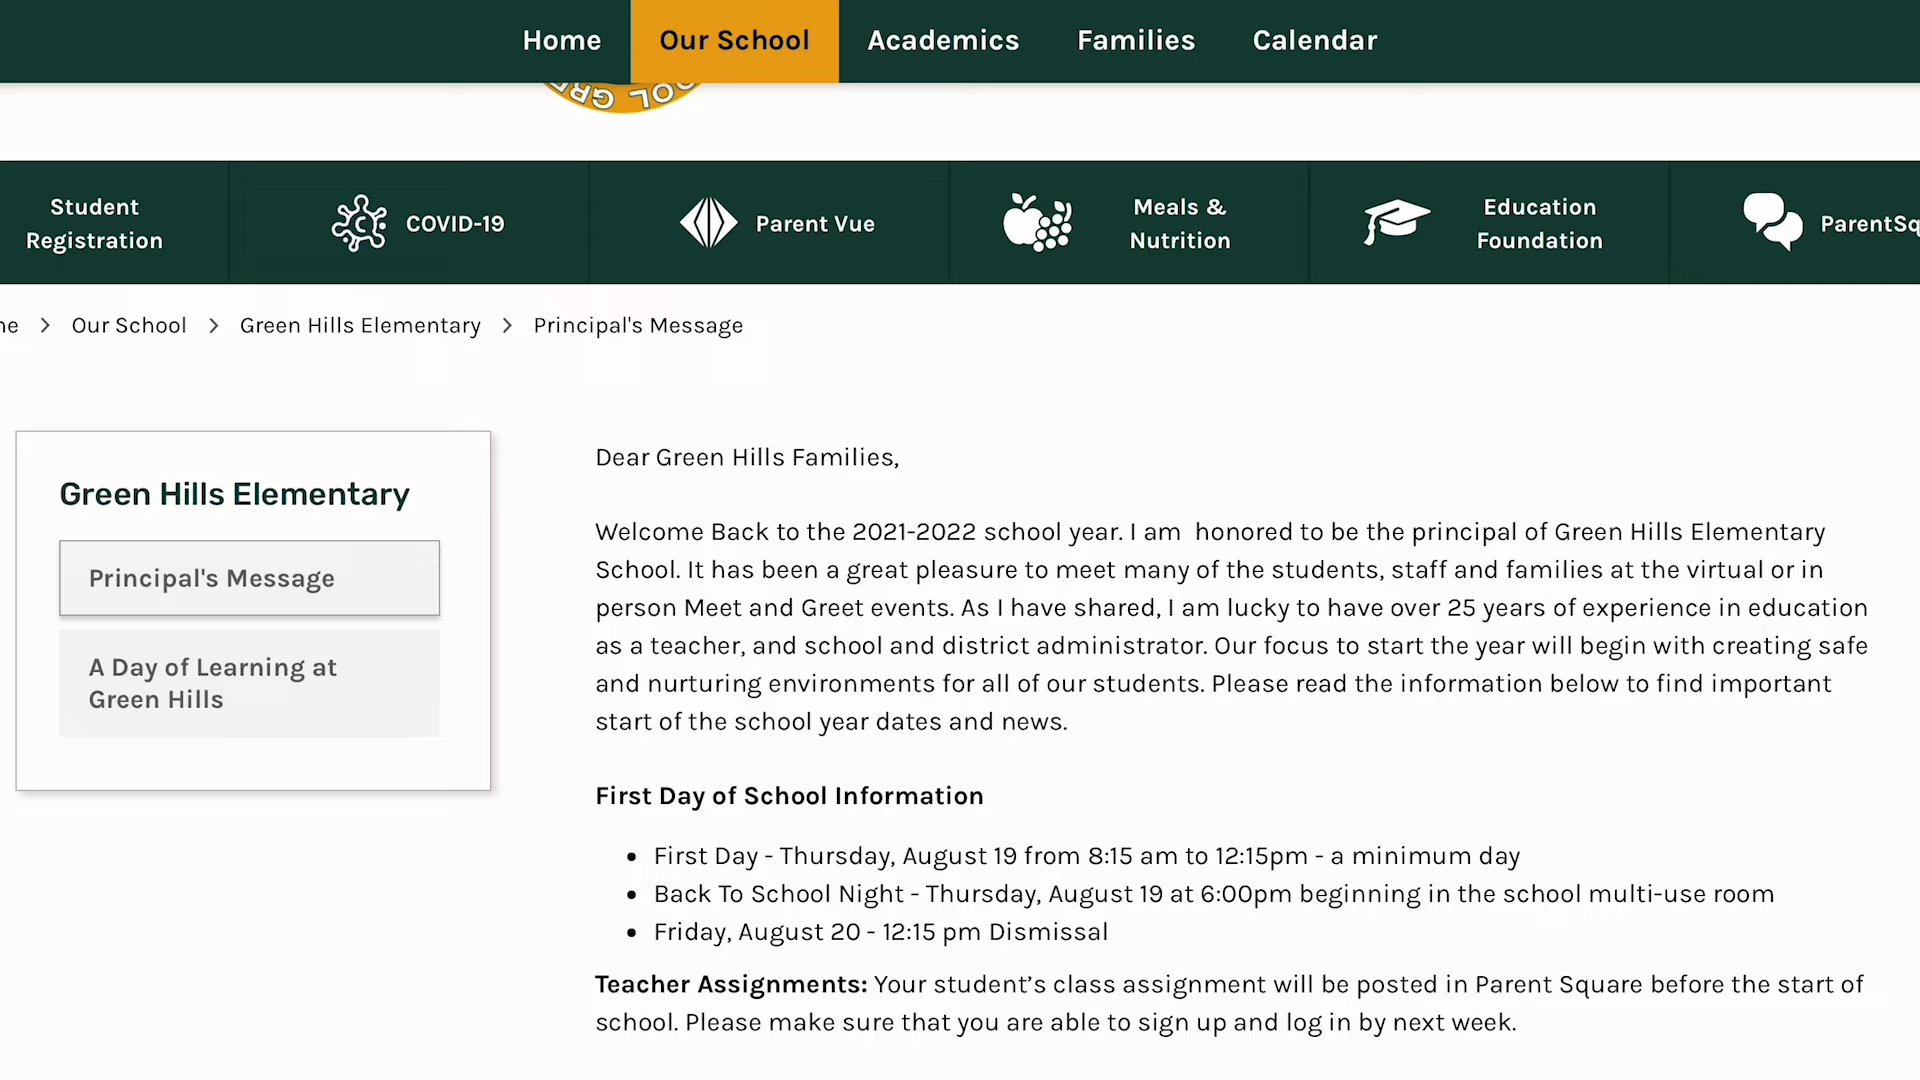 Home
Our School
Academics
Families
Calendar
Student
Registration
COVID-19
Parent Vue
Meals &
Nutrition
Education
Foundation
Our School
Green Hills Elementary
Principal's Message
Green Hills Elementary
Principal's Message
A Day of Learning at
Green Hills
Dear Green Hills Families,
Welcome Back to the 2021-2022 school year. I am  honored to be the principal of Green Hills Elementary
School. It has been a great pleasure to meet many of the students, staff and families at the virtual or in
person Meet and Greet events. As I have shared, I am lucky to have over 25 years of experience in education
as a teacher, and school and district administrator. Our focus to start the year will begin with creating safe
and nurturing environments for all of our students. Please read the information below to find important
start of the school year dates and news.
First Day of School Information
• First Day - Thursday, August 19 from 8:15 am to 12:15pm - a minimum day
• Back To School Night - Thursday, August 19 at 6:00pm beginning in the school multi-use room
• Friday, August 20 - 12:15 pm Dismissal
Teacher Assignments: Your student’s class assignment will be posted in Parent Square before the start of
school. Please make sure that you are able to sign up and log in by next week.